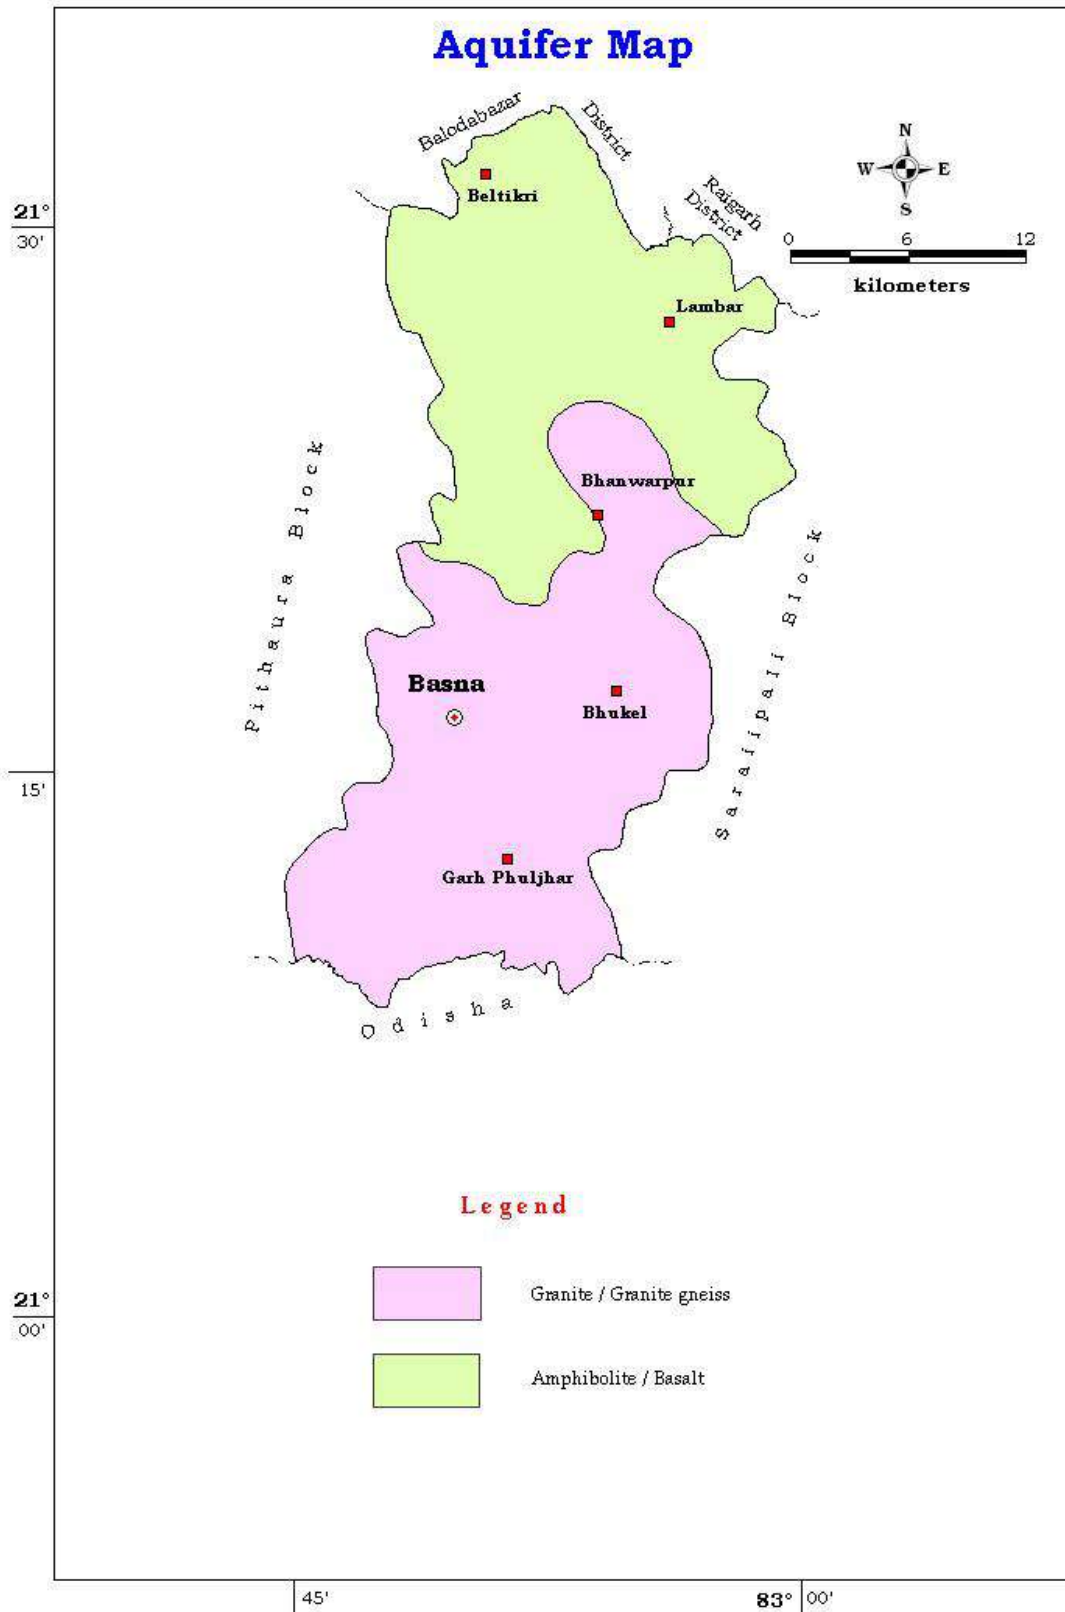 Aquifer Map
Balodabazar
District
Raigarh
District
N
W
E
S
21°
30'
0 6 12
kilometers
Beltikri
Lambar
Bhanwarpur
Pithaura Block
Saraiipali Block
Basna
Bhukel
15'
Garh Phuljhar
Odisha
Legend
Granite / Granite gneiss
Amphibolite / Basalt
21°
00'
45'
83° 00'